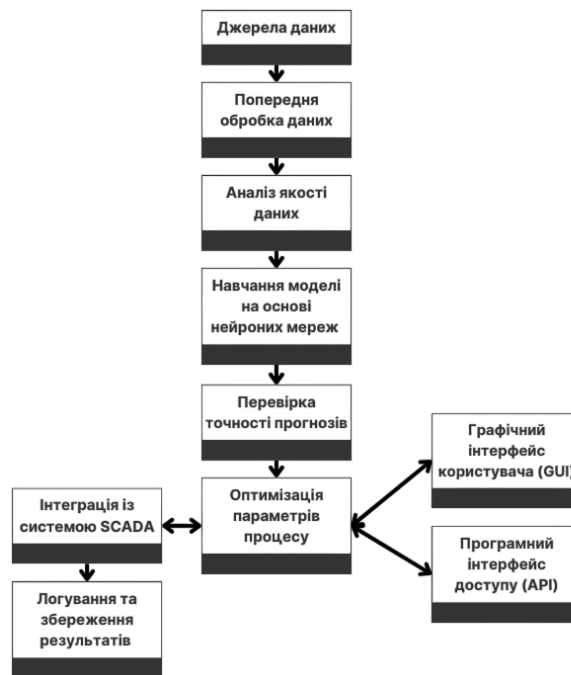 Джерела даних
Попередня
обробка даних
Аналіз якості
даних
Навчання моделі
на основі
нейроних мереж
Перевірка
точності прогнозів
Оптимізація
параметрів
процесу
Графічний
інтерфейс
користувача (GUI)
Програмний
інтерфейс
доступу (API)
Інтеграція із
системою SCADA
Логування та
збереження
результатів